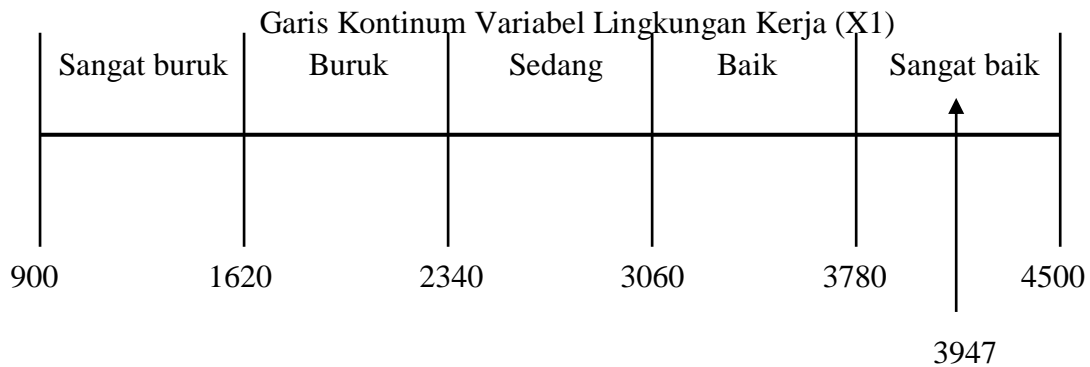 Garis Kontinum Variabel Lingkungan Kerja (X1)
Sangat buruk Buruk Sedang Baik Sangat baik
900 1620 2340 3060 3780 4500
3947